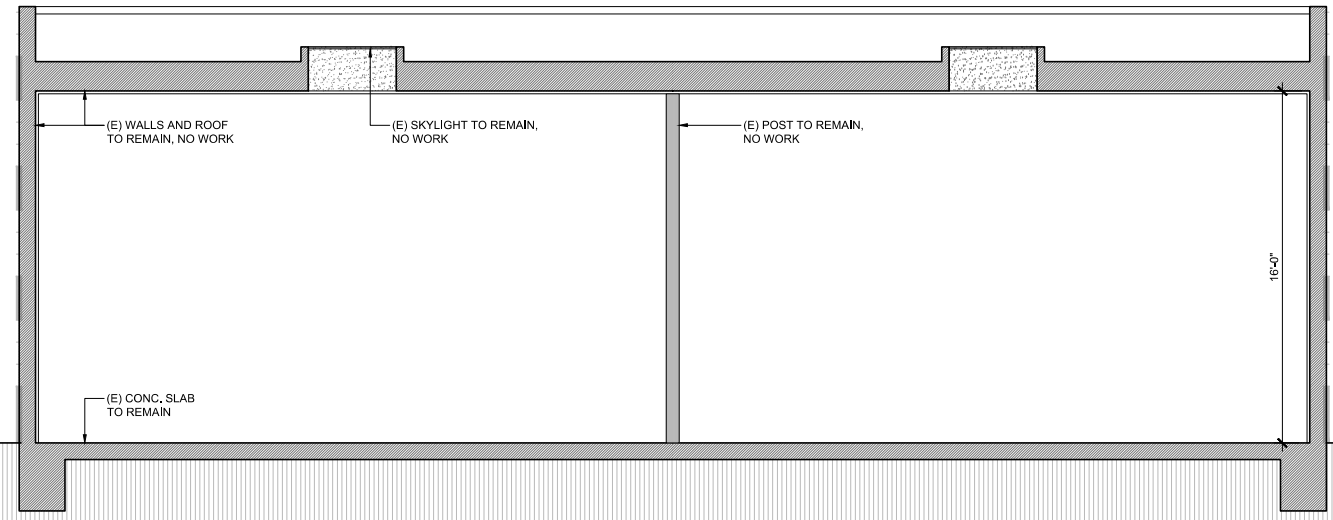 (E) WALLS AND ROOF
TO REMAIN, NO WORK
(E) SKYLIGHT TO REMAIN,
NO WORK
(E) POST TO REMAIN,
NO WORK
16'-0"
(E) CONC. SLAB
TO REMAIN